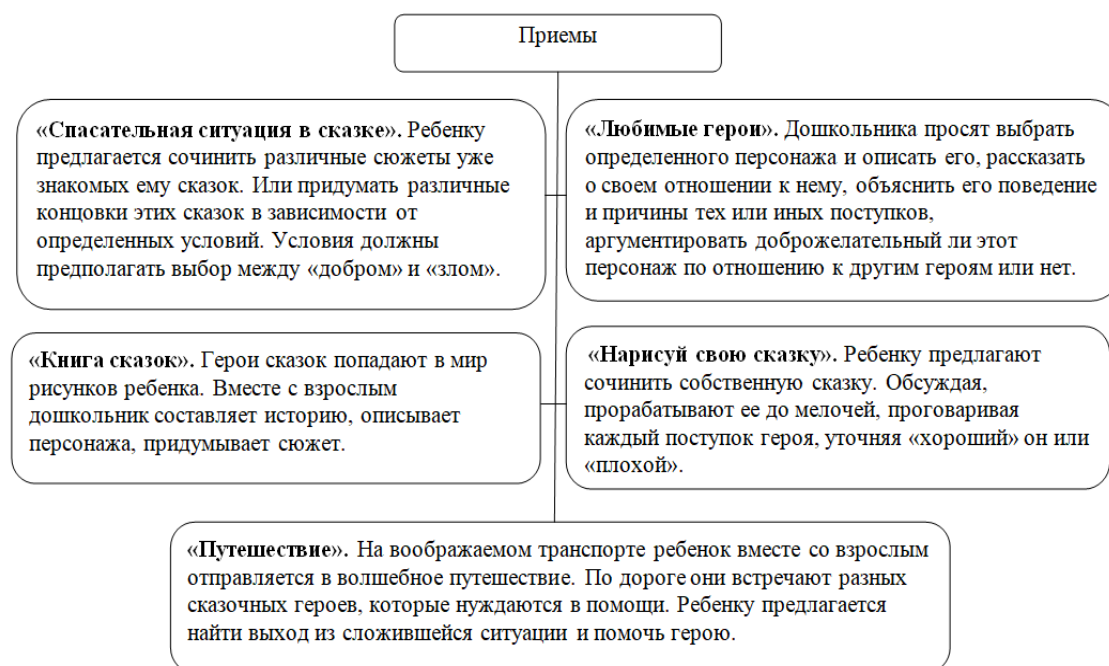 Приемы
«Спасательная ситуация в сказке». Ребенку
предлагается сочинить различные сюжеты уже
знакомых ему сказок. Или придумать различные
концовки этих сказок в зависимости от
определенных условий. Условия должны
предполагать выбор между «добром» и «злом».
«Любимые герои». Дошкольника просят выбрать
определенного персонажа и описать его, рассказать
о своем отношении к нему, объяснить его поведение
и причины тех или иных поступков,
аргументировать доброжелательный ли этот
персонаж по отношению к другим героям или нет.
«Книга сказок». Герои сказок попадают в мир
рисунков ребенка. Вместе с взрослым
дошкольник составляет историю, описывает
персонажа, придумывает сюжет.
«Нарисуй свою сказку». Ребенку предлагают
сочинить собственную сказку. Обсуждая,
прорабатывают ее до мелочей, проговаривая
каждый поступок героя, уточняя «хороший» он или
«плохой».
«Путешествие». На воображаемом транспорте ребенок вместе со взрослым
отправляется в волшебное путешествие. По дороге они встречают разных
сказочных героев, которые нуждаются в помощи. Ребенку предлагается
найти выход из сложившейся ситуации и помочь герою.